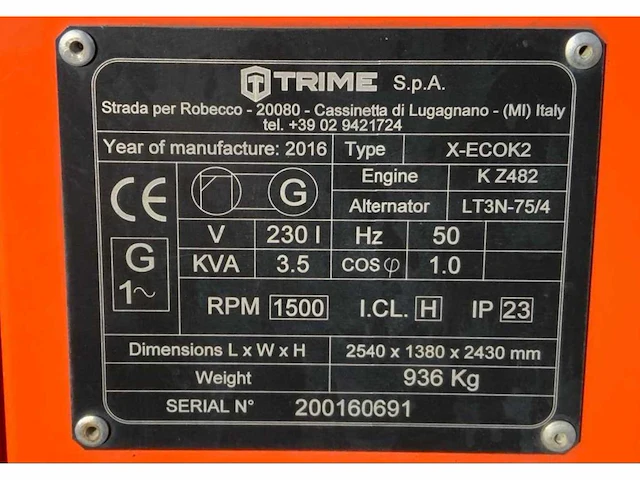 TRIME S.p.A.
Strada per Robecco - 20080 - Cassinetta di Lugagnano - (MI) Italy
tel. +39 02 9421724
Year of manufacture: 2016 Type X-ECOK2
Engine K Z482
CE G Alternator LT3N-75/4
V 230 I Hz 50
G KVA 3.5 COS φ 1.0
1~
RPM 1500 I.CL. H IP 23
Dimensions L x W x H 2540 x 1380 x 2430 mm
Weight 936 Kg
SERIAL N° 200160691